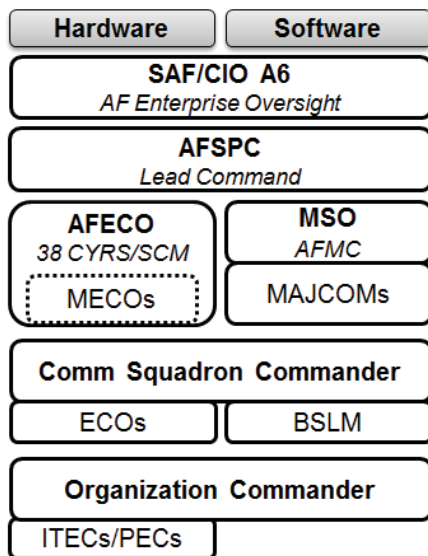 Hardware Software
SAF/CIO A6
AF Enterprise Oversight
AFSPC
Lead Command
AFECO MSO
38 CYRS/SCM AFMC
MECOs MAJCOMs
Comm Squadron Commander
ECOs BSLM
Organization Commander
ITECs/PECs